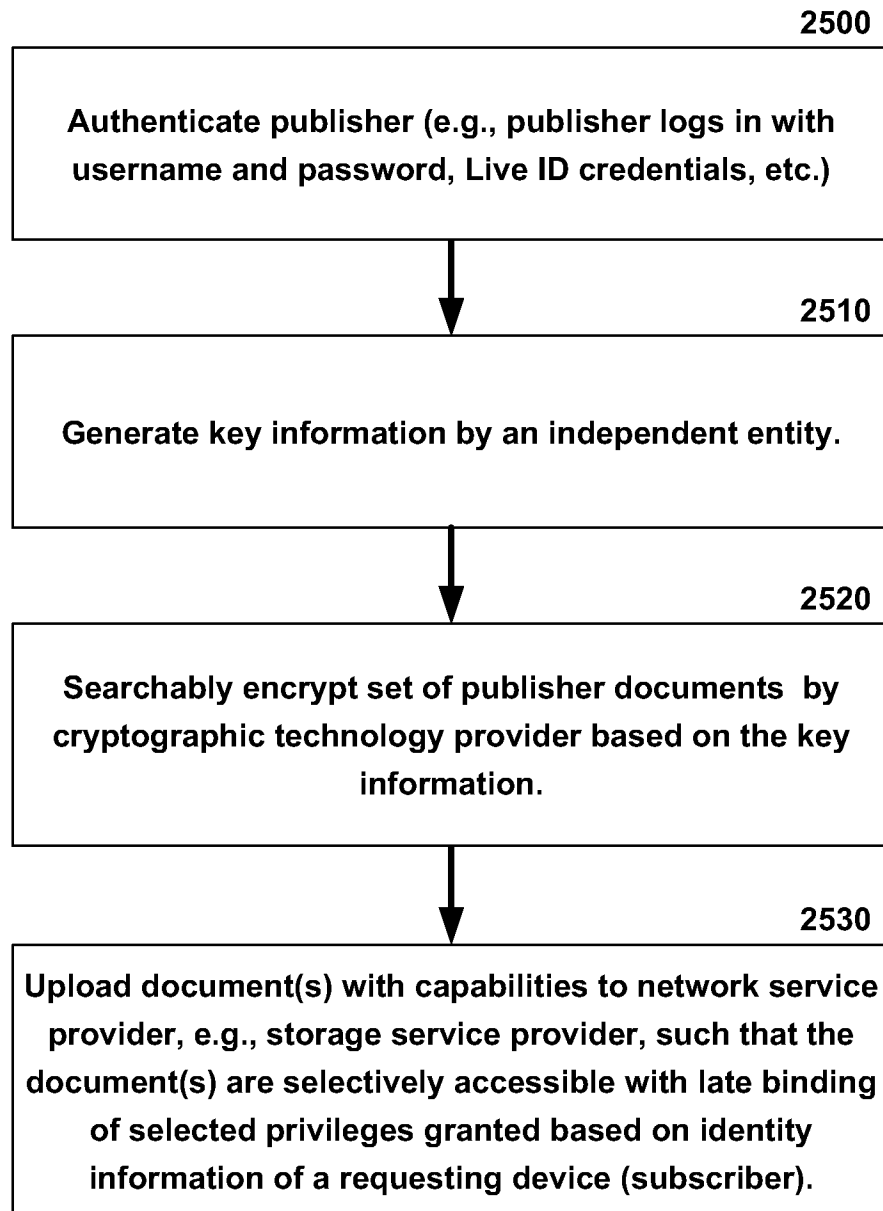 2500
Authenticate publisher (e.g., publisher logs in with
username and password, Live ID credentials, etc.)
2510
Generate key information by an independent entity.
2520
Searchably encrypt set of publisher documents by
cryptographic technology provider based on the key
information.
2530
Upload document(s) with capabilities to network service
provider, e.g., storage service provider, such that the
document(s) are selectively accessible with late binding
of selected privileges granted based on identity
information of a requesting device (subscriber).